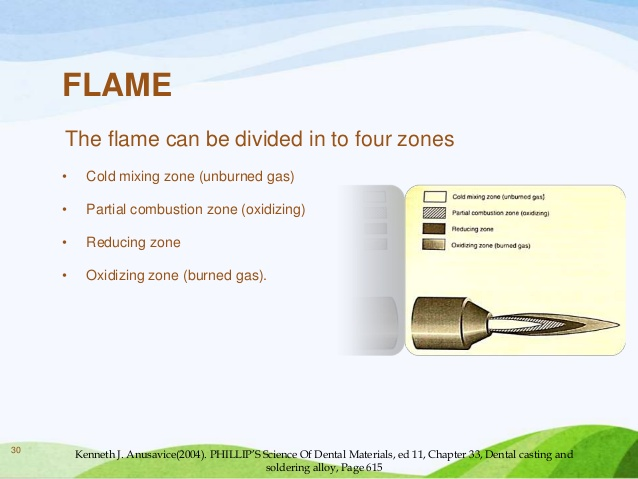 FLAME
The flame can be divided in to four zones
• Cold mixing zone (unburned gas)
• Partial combustion zone (oxidizing)
• Reducing zone
• Oxidizing zone (burned gas).
Cold mixing zone (unburned gas)
Partial combustion zone (oxidizing)
Reducing zone
Oxidizing zone (burned gas)
30
Kenneth J. Anusavice(2004). PHILLIP'S Science Of Dental Materials, ed 11, Chapter 33, Dental casting and
soldering alloy, Page 615